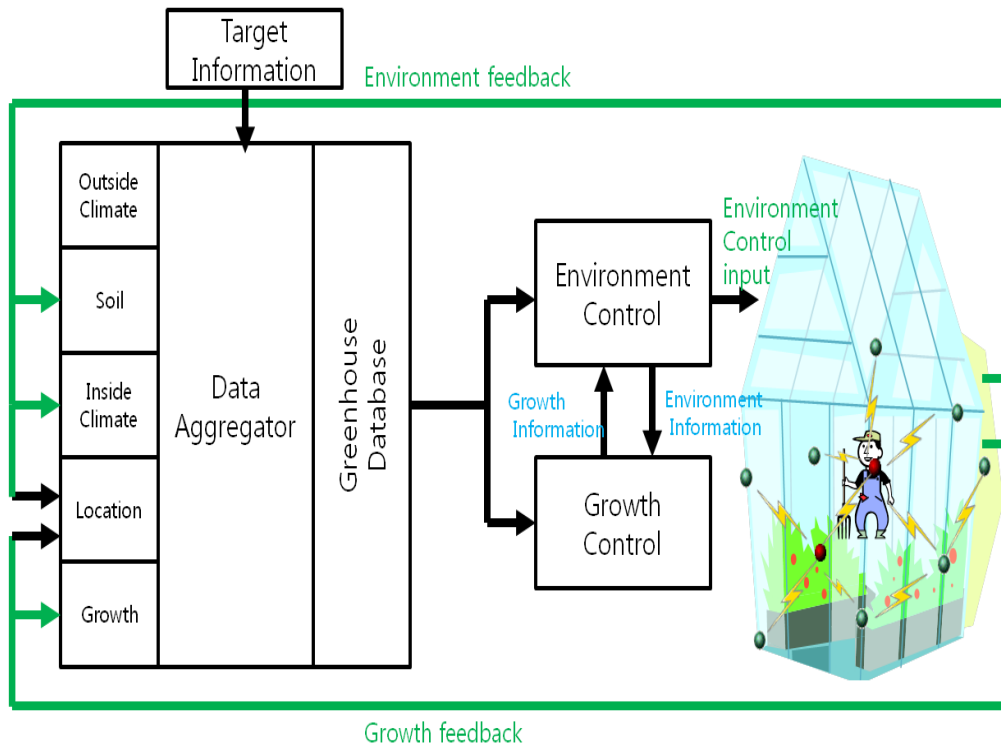 Target
Information
Environment feedback
Outside
Climate
Soil
Inside
Climate
Location
Growth
Data
Aggregator
Greenhouse
Database
Environment
Control
Growth
Information
Environment
Information
Growth
Control
Environment
Control
input
Growth feedback